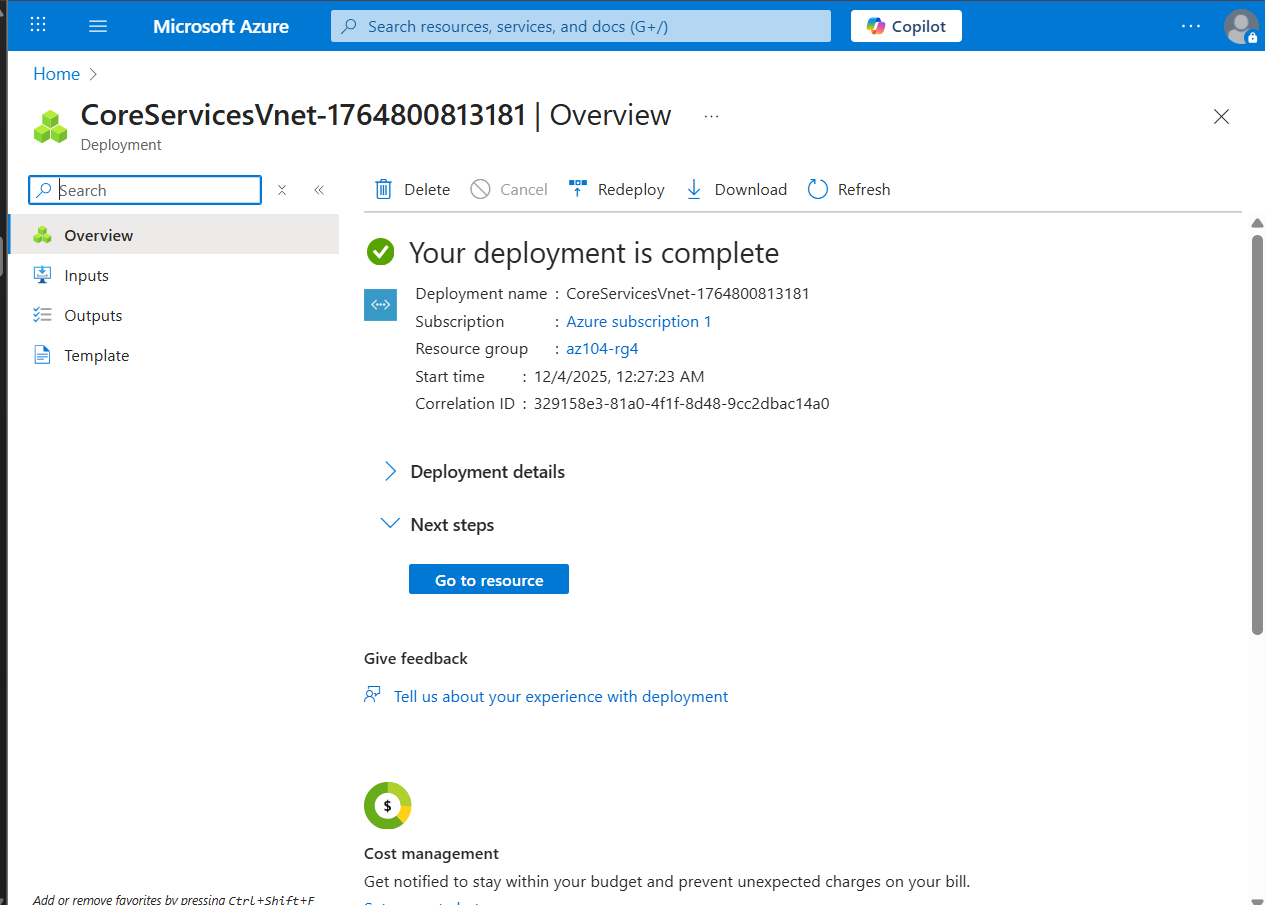 Microsoft Azure
Search resources, services, and docs (G+/)
Copilot
Home
CoreServicesVnet-1764800813181 | Overview
Deployment
Search
Delete
Cancel
Redeploy
Download
Refresh
Overview
Inputs
Outputs
Template
Your deployment is complete
Deployment name : CoreServicesVnet-1764800813181
Subscription : Azure subscription 1
Resource group : az104-rg4
Start time : 12/4/2025, 12:27:23 AM
Correlation ID : 329158e3-81a0-4f1f-8d48-9cc2dbac14a0
Deployment details
Next steps
Go to resource
Give feedback
Tell us about your experience with deployment
$
Cost management
Get notified to stay within your budget and prevent unexpected charges on your bill.
Add or remove favorites by pressing Ctrl+Shift+F